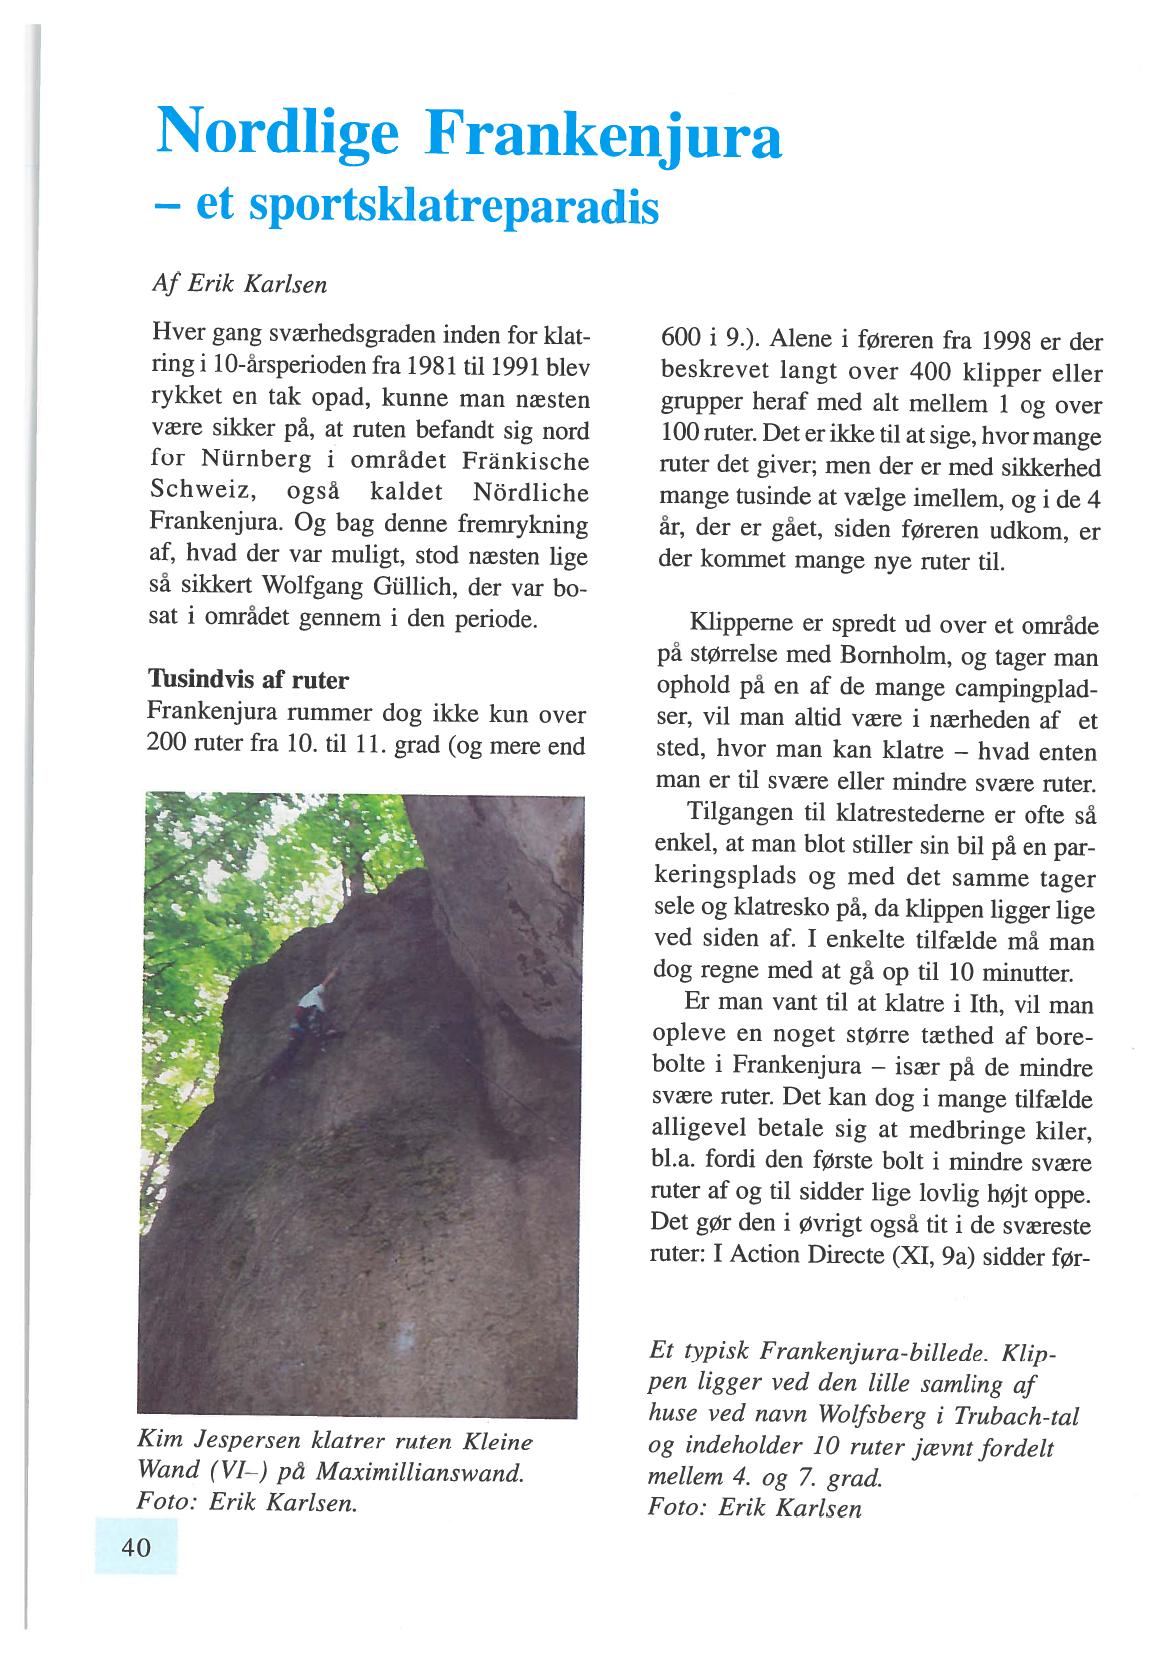 Nordlige Frankenjura
– et sportsklatreparadis
Af Erik Karlsen
Hver gang sværhedsgraden inden for klat-
ring i 10-årsperioden fra 1981 til 1991 blev
rykket en tak opad, kunne man næsten
være sikker på, at ruten befandt sig nord
for Nürnberg i området Fränkische
Schweiz, også kaldet Nördliche
Frankenjura. Og bag denne fremrykning
af, hvad der var muligt, stod næsten lige
så sikkert Wolfgang Güllich, der var bo-
sat i området gennem i den periode.
Tusindvis af ruter
Frankenjura rummer dog ikke kun over
200 ruter fra 10. til 11. grad (og mere end
600 i 9.). Alene i føreren fra 1998 er der
beskrevet langt over 400 klipper eller
grupper heraf med alt mellem 1 og over
100 ruter. Det er ikke til at sige, hvor mange
ruter det giver; men der er med sikkerhed
mange tusinde at vælge imellem, og i de 4
år, der er gået, siden føreren udkom, er
der kommet mange nye ruter til.
Klipperne er spredt ud over et område
på størrelse med Bornholm, og tager man
ophold på en af de mange campingplad-
ser, vil man altid være i nærheden af et
sted, hvor man kan klatre – hvad enten
man er til svære eller mindre svære ruter.
Tilgangen til klatrestederne er ofte så
enkel, at man blot stiller sin bil på en par-
keringsplads og med det samme tager
sele og klatresko på, da klippen ligger lige
ved siden af. I enkelte tilfælde må man
dog regne med at gå op til 10 minutter.
Er man vant til at klatre i Ith, vil man
opleve en noget større tæthed af bore-
bolte i Frankenjura – især på de mindre
svære ruter. Det kan dog i mange tilfælde
alligevel betale sig at medbringe kiler,
bl.a. fordi den første bolt i mindre svære
ruter af og til sidder lige lovlig højt oppe.
Det gør den i øvrigt også tit i de sværeste
ruter: I Action Directe (XI, 9a) sidder før-
Kim Jespersen klatrer ruten Kleine
Wand (VI–) på Maximillianswand.
Foto: Erik Karlsen.
Et typisk Frankenjura-billede. Klip-
pen ligger ved den lille samling af
huse ved navn Wolfsberg i Trubach-tal
og indeholder 10 ruter jævnt fordelt
mellem 4. og 7. grad.
Foto: Erik Karlsen
40